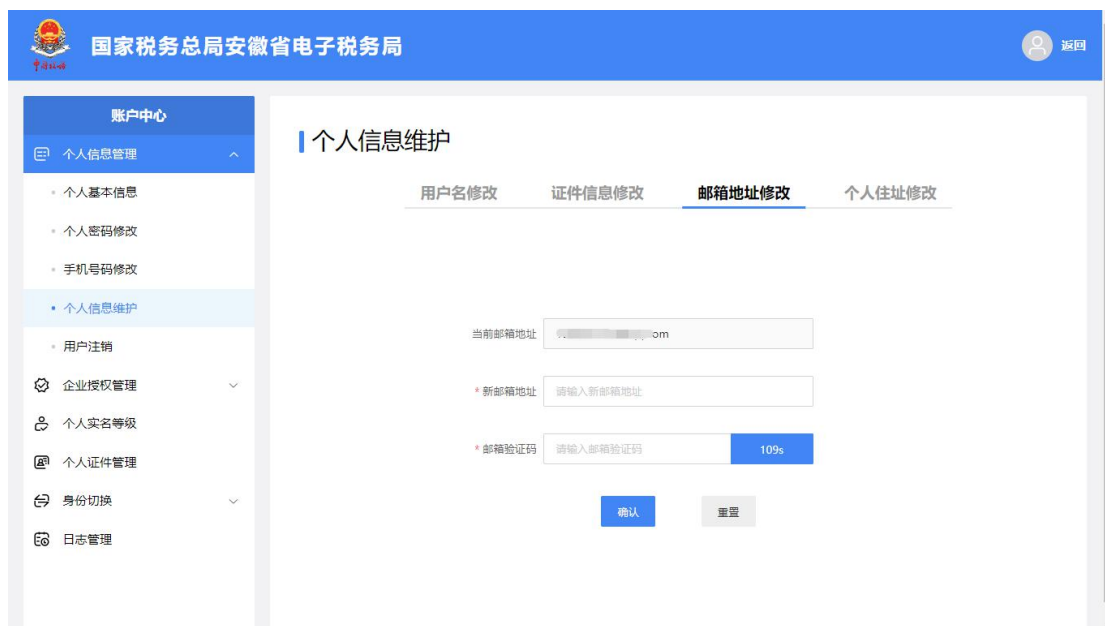 国家税务总局安徽省电子税务局
返回
账户中心
个人信息管理
个人基本信息
个人密码修改
手机号码修改
个人信息维护
用户注销
企业授权管理
个人实名等级
个人证件管理
身份切换
日志管理
个人信息维护
用户名修改 证件信息修改 邮箱地址修改 个人住址修改
当前邮箱地址 om
* 新邮箱地址 请输入新邮箱地址
* 邮箱验证码 请输入邮箱验证码 109s
确认 重置